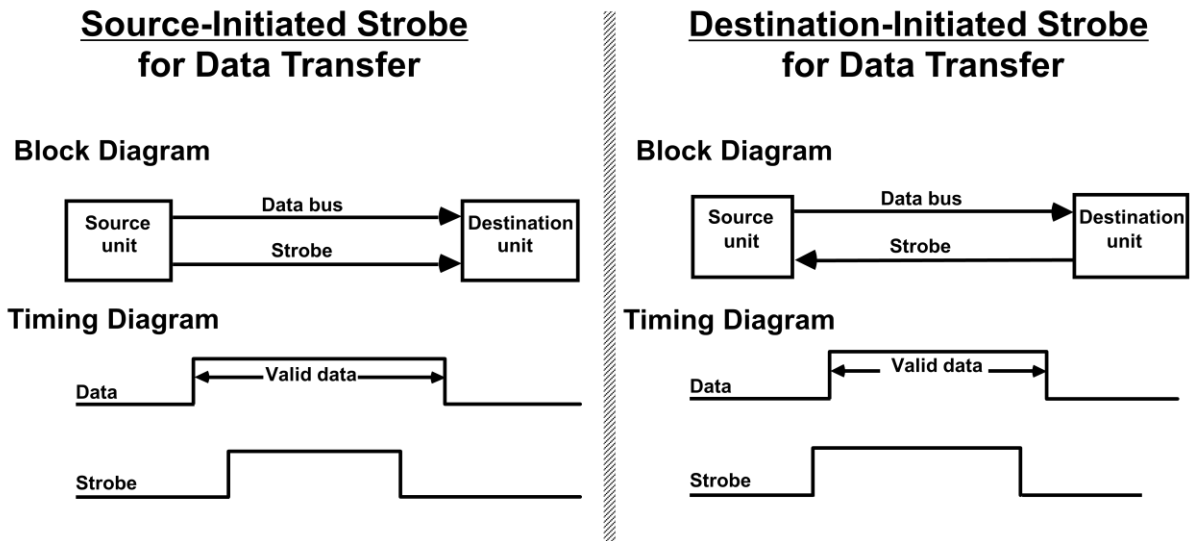 Source-Initiated Strobe
for Data Transfer
Block Diagram
Source
unit
Data bus
Strobe
Destination
unit
Timing Diagram
Data
Valid data
Strobe
Destination-Initiated Strobe
for Data Transfer
Block Diagram
Source
unit
Data bus
Strobe
Destination
unit
Timing Diagram
Data
Valid data
Strobe